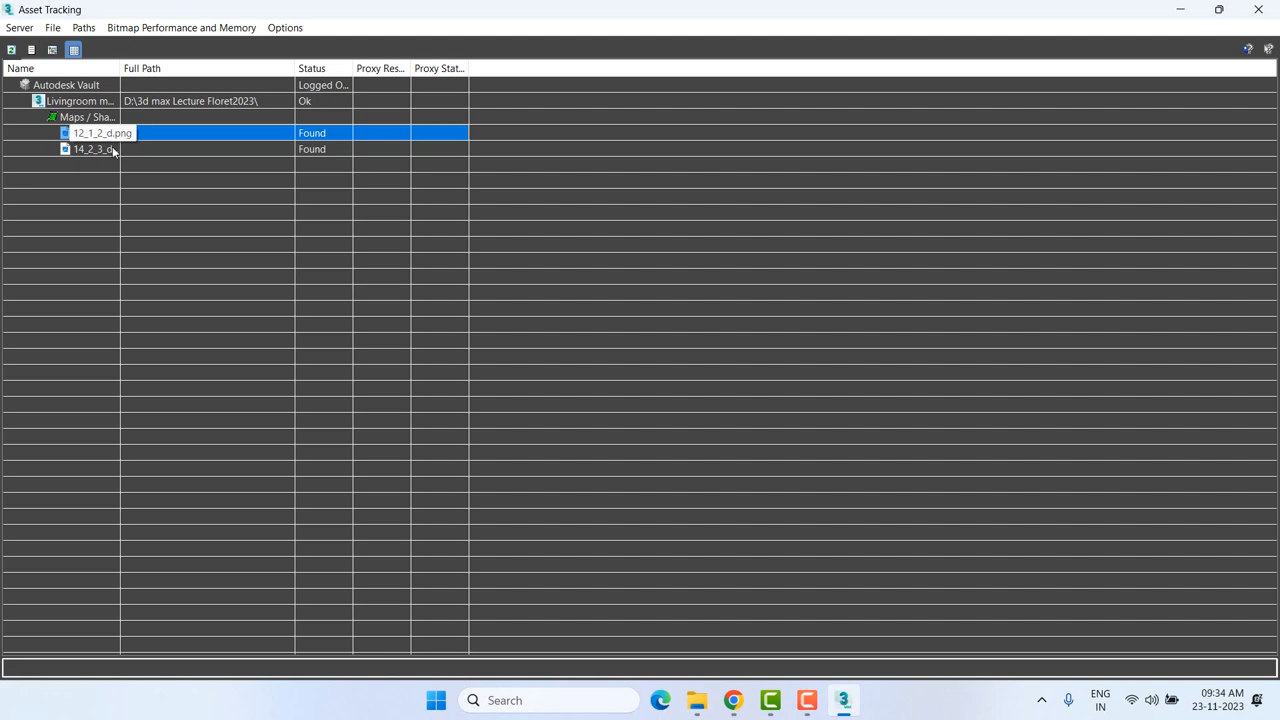 Asset Tracking
Server File Paths Bitmap Performance and Memory Options
Name Full Path Status Proxy Res... Proxy Stat...
Autodesk Vault Logged O...
Livingroom m... D:\3d max Lecture Floret2023\ Ok
Maps / Sha...
12_1_2_d.png Found
14_2_3_d Found
Search
ENG
IN
09:34 AM
23-11-2023